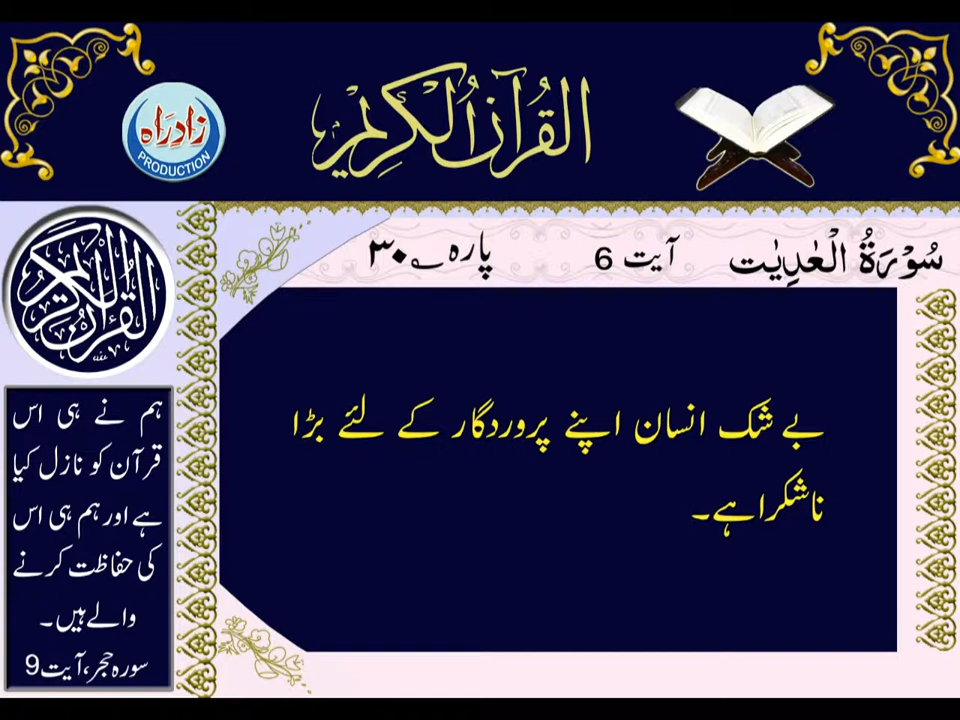 زادِراہ
PRODUCTION
القرآن الكريم
سُوْرَۃُ الْعٰدِیٰت آیت 6 پارہ ۳۰
القرآن الكريم
بے شک انسان اپنے پروردگار کے لئے بڑا
ناشکرا ہے۔
ہم نے ہی اس
قرآن کو نازل کیا
ہے اور ہم ہی اس
کی حفاظت کرنے
والے ہیں۔
سورہ حجر، آیت 9